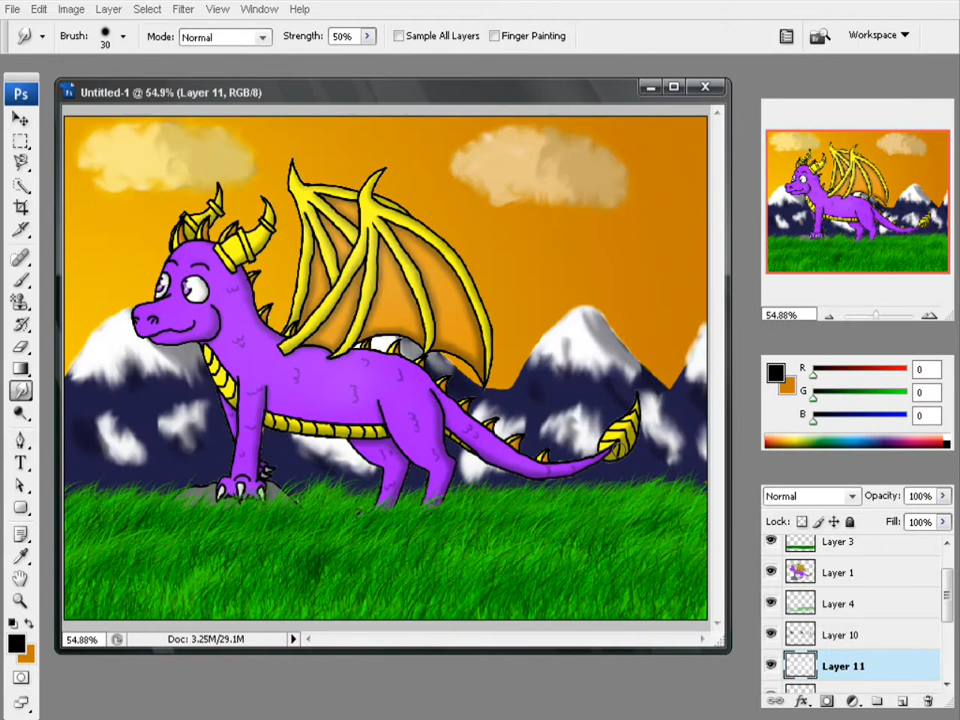 File Edit Image Layer Select Filter View Window Help
Brush: 30 Mode: Normal Strength: 50% Sample All Layers Finger Painting Workspace
Ps
Untitled-1 @ 54.9% (Layer 11, RGB/8)
54.88%
R 0
G 0
B 0
Normal Opacity: 100%
Lock: Fill: 100%
Layer 3
Layer 1
Layer 4
Layer 10
Layer 11
54.88% Doc: 3.25M/29.1M